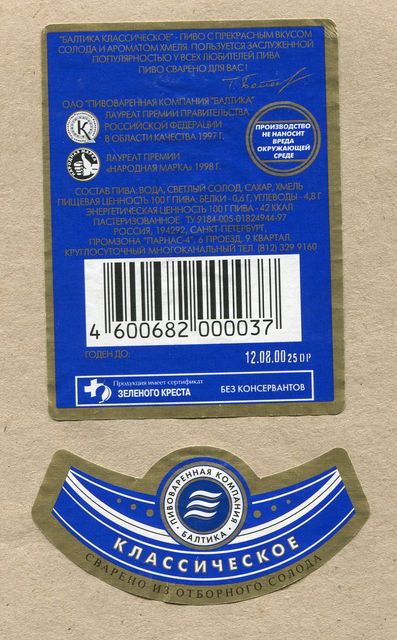 "БАЛТИКА КЛАССИЧЕСКОЕ" - ПИВО С ПРЕКРАСНЫМ ВКУСОМ
СОЛОДА И АРОМАТОМ ХМЕЛЯ. ПОЛЬЗУЕТСЯ ЗАСЛУЖЕННОЙ
ПОПУЛЯРНОСТЬЮ У ВСЕХ ЛЮБИТЕЛЕЙ ПИВА
ПИВО СВАРЕНО ДЛЯ ВАС!
ОАО "ПИВОВАРЕННАЯ КОМПАНИЯ "БАЛТИКА"
ЛАУРЕАТ ПРЕМИИ ПРАВИТЕЛЬСТВА
РОССИЙСКОЙ ФЕДЕРАЦИИ
В ОБЛАСТИ КАЧЕСТВА 1997 Г.
К
ПРОИЗВОДСТВО
НЕ НАНОСИТ
ВРЕДА
ОКРУЖАЮЩЕЙ
СРЕДЕ
ЛАУРЕАТ ПРЕМИИ
«НАРОДНАЯ МАРКА» 1998 Г.
СОСТАВ ПИВА: ВОДА, СВЕТЛЫЙ СОЛОД, САХАР, ХМЕЛЬ
ПИЩЕВАЯ ЦЕННОСТЬ 100 Г ПИВА: БЕЛКИ - 0,6 Г, УГЛЕВОДЫ - 4,8 Г
ЭНЕРГЕТИЧЕСКАЯ ЦЕННОСТЬ 100 Г ПИВА - 42 ККАЛ
ПАСТЕРИЗОВАННОЕ ТУ 9184-005-01824944-97
РОССИЯ, 194292, САНКТ-ПЕТЕРБУРГ,
ПРОМЗОНА "ПАРНАС-4", 6 ПРОЕЗД, 9 КВАРТАЛ.
КРУГЛОСУТОЧНЫЙ МНОГОКАНАЛЬНЫЙ ТЕЛ. (812) 329 9160
4 600682 000037
ГОДЕН ДО:
12.08.00 25 DP
Продукция имеет сертификат
ЗЕЛЕНОГО КРЕСТА
БЕЗ КОНСЕРВАНТОВ
ПИВОВАРЕННАЯ КОМПАНИЯ
БАЛТИКА
КЛАССИЧЕСКОЕ
СВАРЕНО ИЗ ОТБОРНОГО СОЛОДА